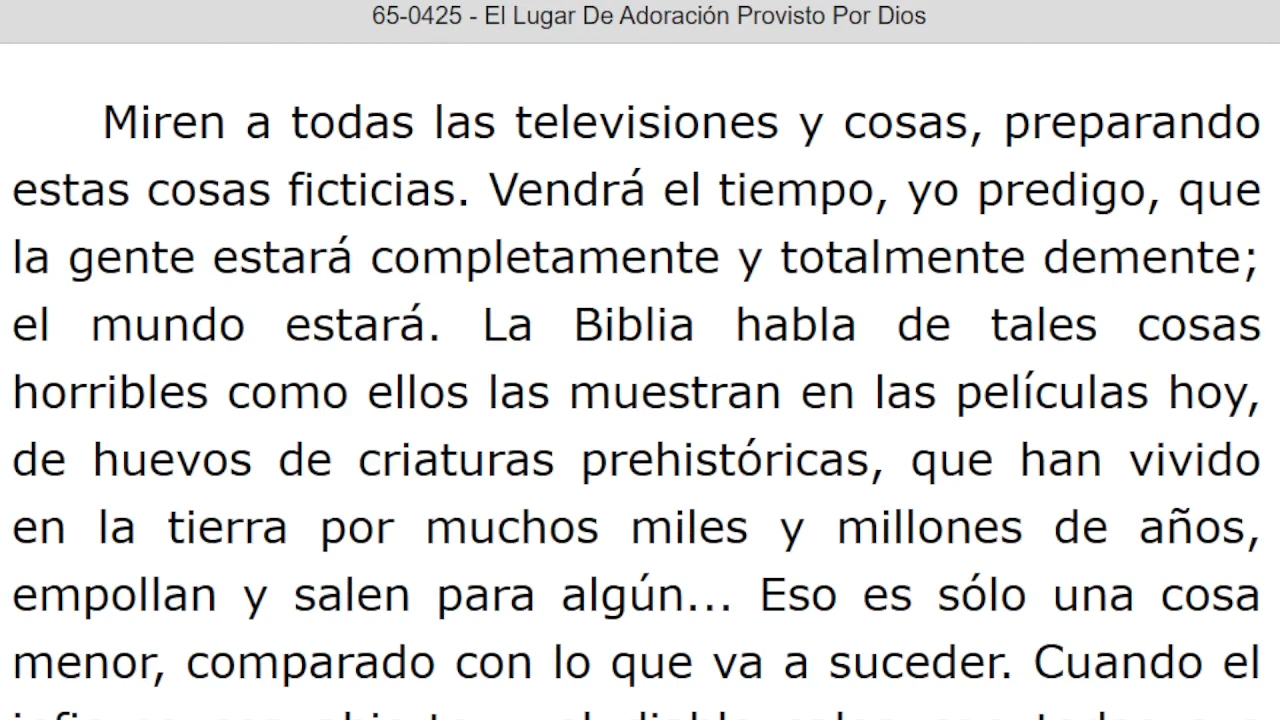 65-0425 - El Lugar De Adoración Provisto Por Dios
Miren a todas las televisiones y cosas, preparando
estas cosas ficticias. Vendrá el tiempo, yo predigo, que
la gente estará completamente y totalmente demente;
el mundo estará. La Biblia habla de tales cosas
horribles como ellos las muestran en las películas hoy,
de huevos de criaturas prehistóricas, que han vivido
en la tierra por muchos miles y millones de años,
empollan y salen para algún... Eso es sólo una cosa
menor, comparado con lo que va a suceder. Cuando el